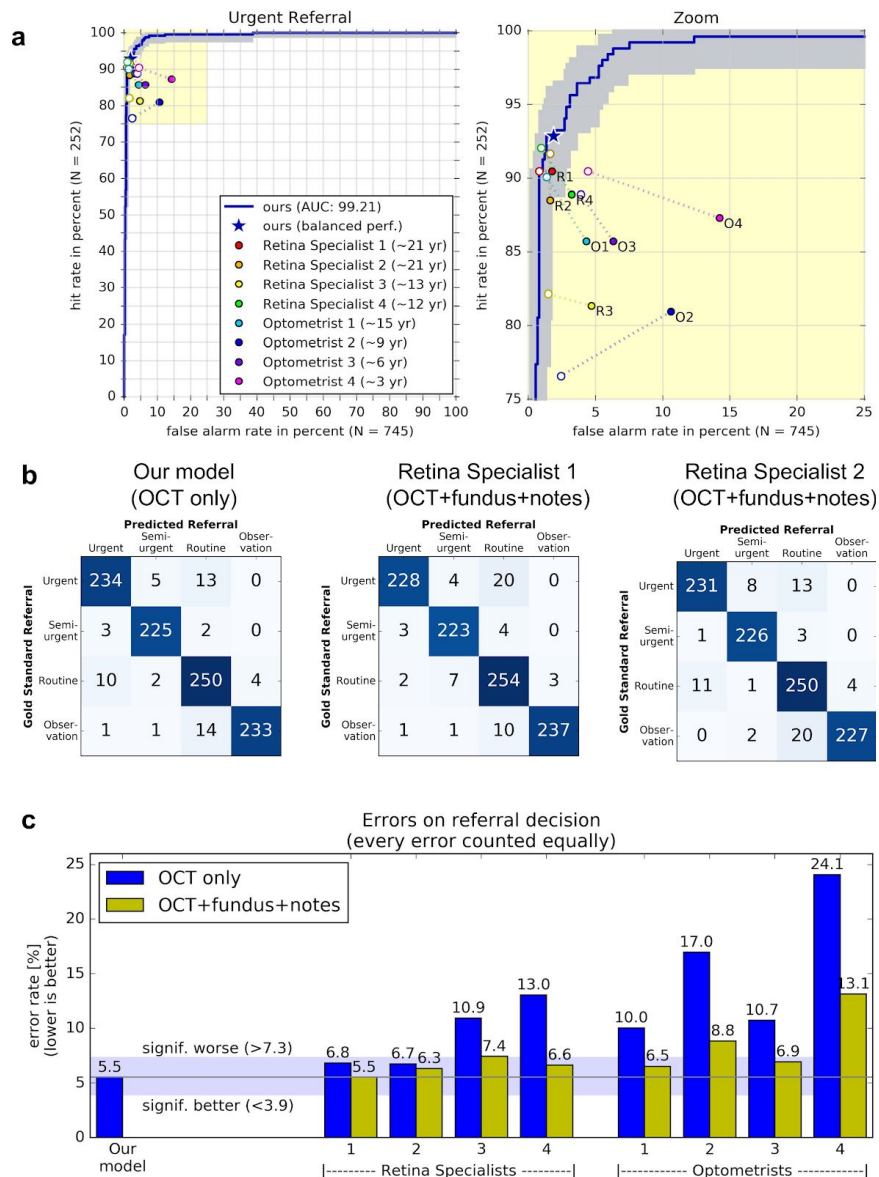 a
Urgent Referral
Zoom
hit rate in percent (N = 252)
100
90
80
70
60
50
40
30
20
10
0
ours (AUC: 99.21)
ours (balanced perf.)
Retina Specialist 1 (~21 yr)
Retina Specialist 2 (~21 yr)
Retina Specialist 3 (~13 yr)
Retina Specialist 4 (~12 yr)
Optometrist 1 (~15 yr)
Optometrist 2 (~9 yr)
Optometrist 3 (~6 yr)
Optometrist 4 (~3 yr)
0 10 20 30 40 50 60 70 80 90 100
false alarm rate in percent (N = 745)
hit rate in percent (N = 252)
100
95
90
85
80
75
R1
R2
R4
O4
O1
O3
R3
O2
0 5 10 15 20 25
false alarm rate in percent (N = 745)
b
Our model
(OCT only)
Predicted Referral
Urgent Semi-urgent Routine Obser-vation
Gold Standard Referral
Urgent 234 5 13 0
Semi-urgent 3 225 2 0
Routine 10 2 250 4
Obser-vation 1 1 14 233
Retina Specialist 1
(OCT+fundus+notes)
Predicted Referral
Urgent Semi-urgent Routine Obser-vation
Gold Standard Referral
Urgent 228 4 20 0
Semi-urgent 3 223 4 0
Routine 2 7 254 3
Obser-vation 1 1 10 237
Retina Specialist 2
(OCT+fundus+notes)
Predicted Referral
Urgent Semi-urgent Routine Obser-vation
Gold Standard Referral
Urgent 231 8 13 0
Semi-urgent 1 226 3 0
Routine 11 1 250 4
Obser-vation 0 2 20 227
c
Errors on referral decision
(every error counted equally)
error rate [%]
(lower is better)
25
20
15
10
5
0
OCT only
OCT+fundus+notes
signif. worse (>7.3)
signif. better (<3.9)
5.5
6.8 5.5
6.7 6.3
10.9 7.4
13.0 6.6
10.0 6.5
17.0 8.8
10.7 6.9
24.1 13.1
Our
model
1 2 3 4 1 2 3 4
|------- Retina Specialists -------|
|------- Optometrists -------|